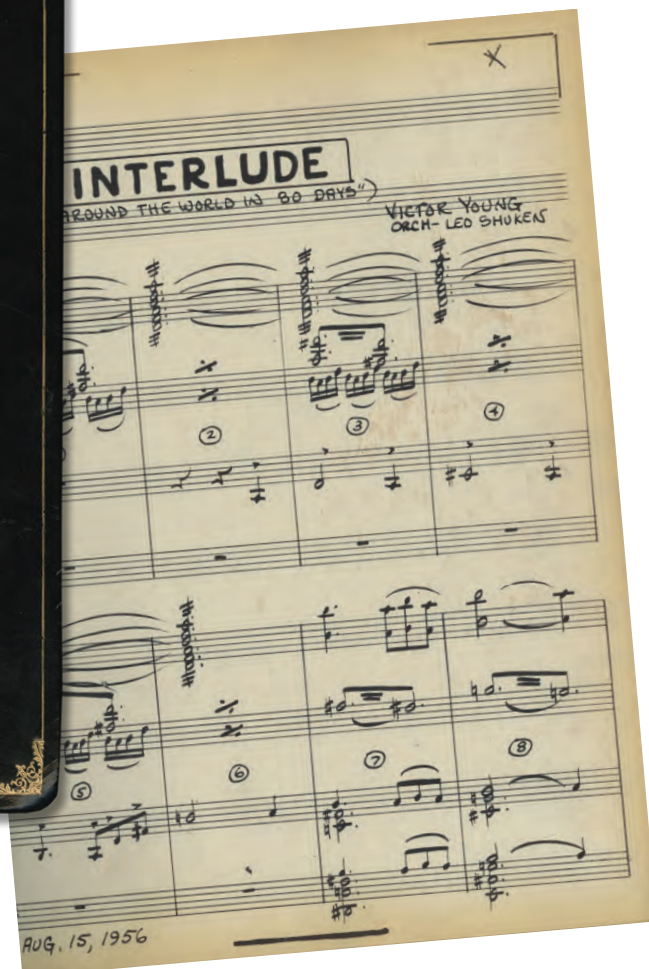 INTERLUDE
AROUND THE WORLD IN 80 DAYS")
VICTOR YOUNG
ORCH- LEO SHUKEN
2
3
4
5
6
7
8
AUG. 15, 1956